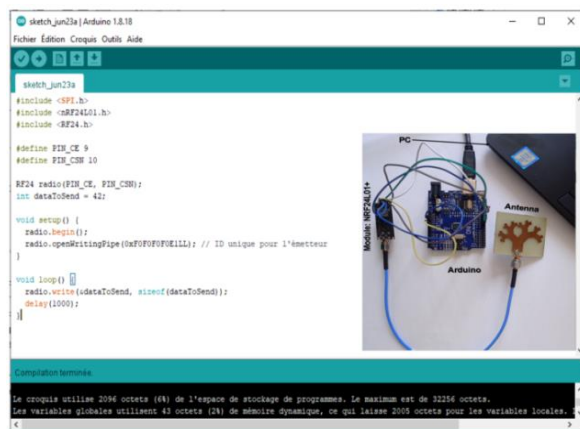 sketch_jun23a | Arduino 1.8.18
Fichier Édition Croquis Outils Aide
sketch_jun23a
#include <SPI.h>
#include <nRF24L01.h>
#include <RF24.h>
#define PIN_CE 9
#define PIN_CSN 10
RF24 radio(PIN_CE, PIN_CSN);
int dataToSend = 42;
void setup() {
radio.begin();
radio.openWritingPipe(0xF0F0F0F0E1LL); // ID unique pour l'émetteur
}
void loop() {
radio.write(&dataToSend, sizeof(dataToSend));
delay(1000);
}
PC
Module: NRF24L01+
Antenna
Arduino
Compilation terminée.
Le croquis utilise 2096 octets (6%) de l'espace de stockage de programmes. Le maximum est de 32256 octets.
Les variables globales utilisent 43 octets (2%) de mémoire dynamique, ce qui laisse 2005 octets pour les variables locales.